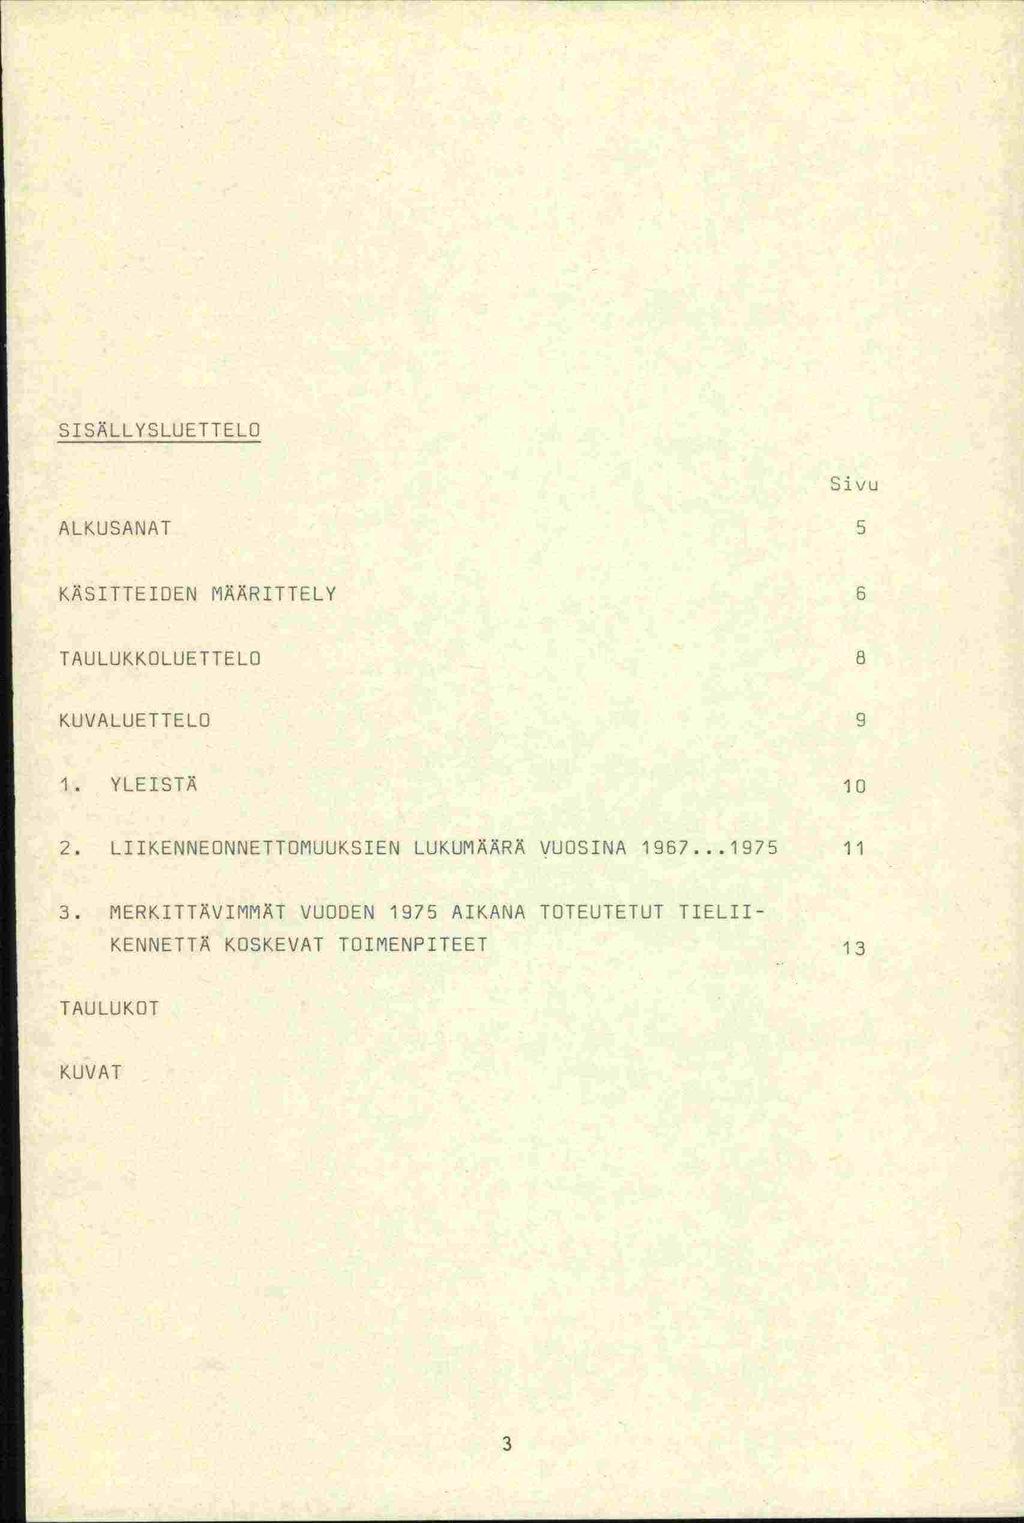 SISÄLLYSLUETTELO
Sivu
ALKUSANAT 5
KÄSITTEIDEN MÄÄRITTELY 6
TAULUKKOLUETTELO 8
KUVALUETTELO 9
1. YLEISTÄ 10
2. LIIKENNEONNETTOMUUKSIEN LUKUMÄÄRÄ VUOSINA 1967...1975 11
3. MERKITTÄVIMMÄT VUODEN 1975 AIKANA TOTEUTETUT TIELII-
KENNETTÄ KOSKEVAT TOIMENPITEET 13
TAULUKOT
KUVAT
3